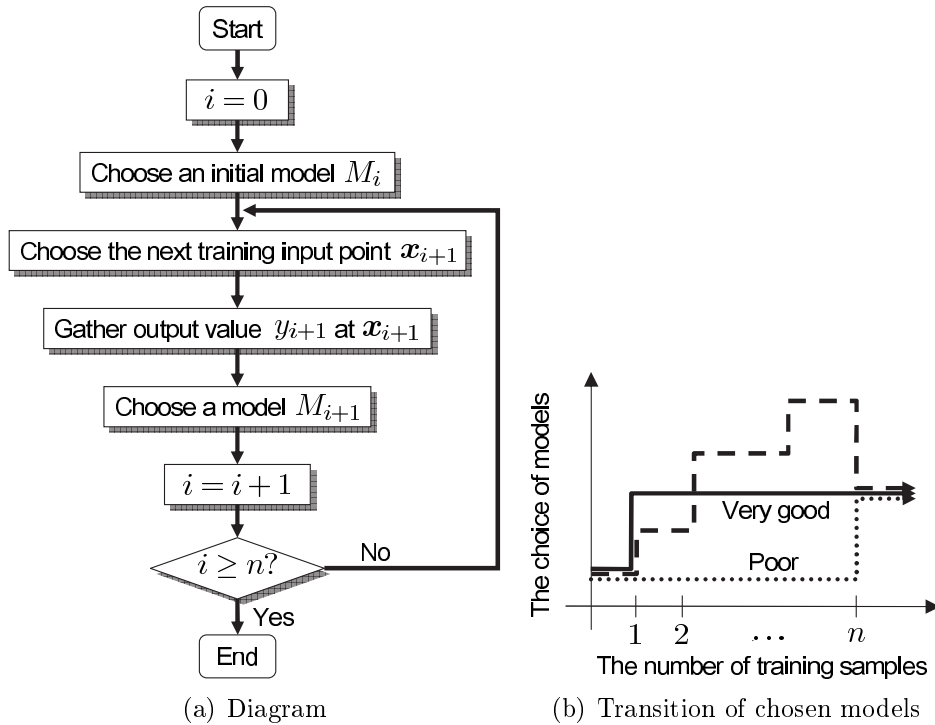 Start
i = 0
Choose an initial model M_i
Choose the next training input point x_{i+1}
Gather output value y_{i+1} at x_{i+1}
Choose a model M_{i+1}
i = i + 1
i ≥ n?
No
Yes
End
(a) Diagram
The choice of models
Very good
Poor
1 2 ... n
The number of training samples
(b) Transition of chosen models